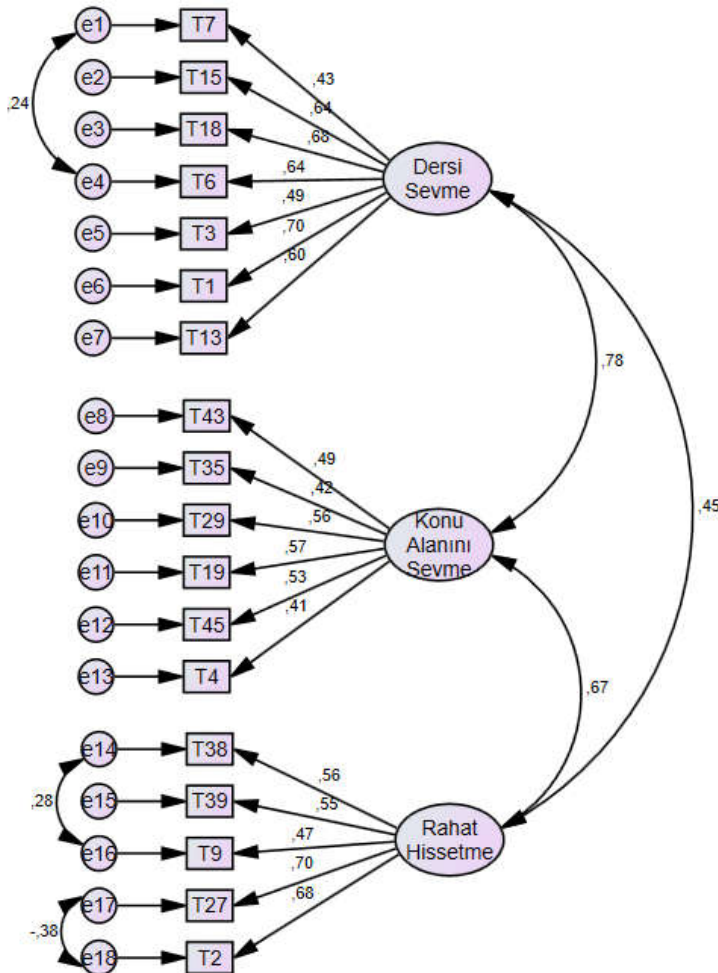 e1
T7
,43
e2
T15
,64
,24
e3
T18
,68
e4
T6
,64
Dersi
Sevme
e5
T3
,49
e6
T1
,70
e7
T13
,60
,78
e8
T43
,49
e9
T35
,42
e10
T29
,56
Konu
Alanını
Sevme
,45
e11
T19
,57
e12
T45
,53
e13
T4
,41
,67
e14
T38
,56
,28
e15
T39
,55
e16
T9
,47
Rahat
Hissetme
e17
T27
,70
-,38
e18
T2
,68